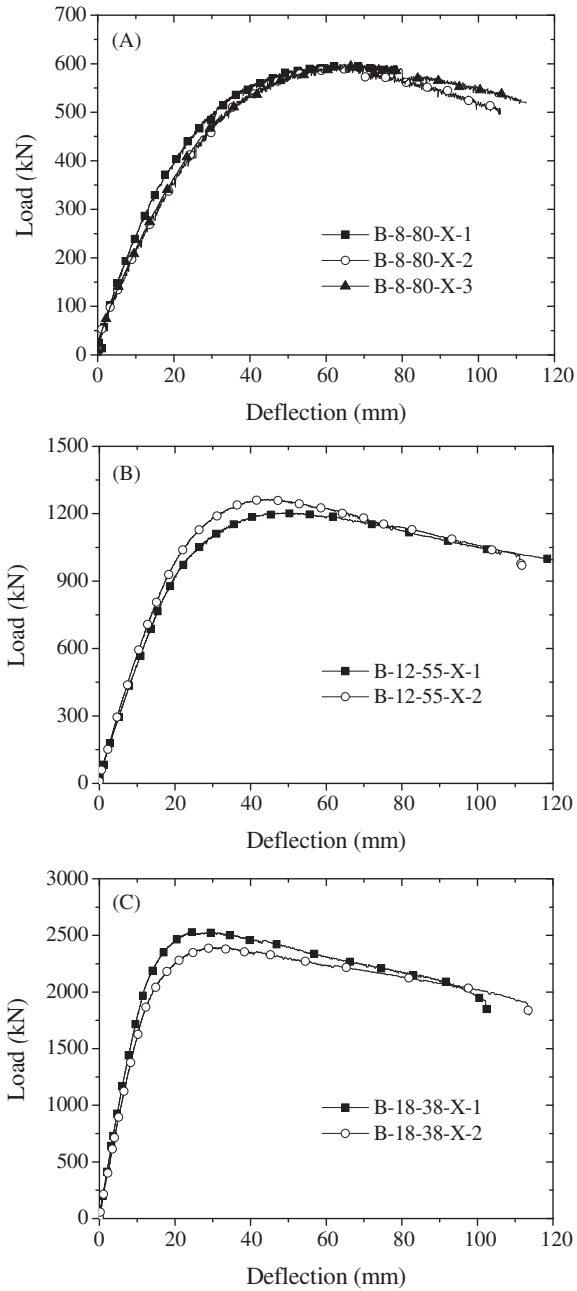 (A)
700
600
500
400
300
200
100
0
Load (kN)
B-8-80-X-1
B-8-80-X-2
B-8-80-X-3
0 20 40 60 80 100 120
Deflection (mm)
(B)
1500
1200
900
600
300
0
Load (kN)
B-12-55-X-1
B-12-55-X-2
0 20 40 60 80 100 120
Deflection (mm)
(C)
3000
2500
2000
1500
1000
500
0
Load (kN)
B-18-38-X-1
B-18-38-X-2
0 20 40 60 80 100 120
Deflection (mm)